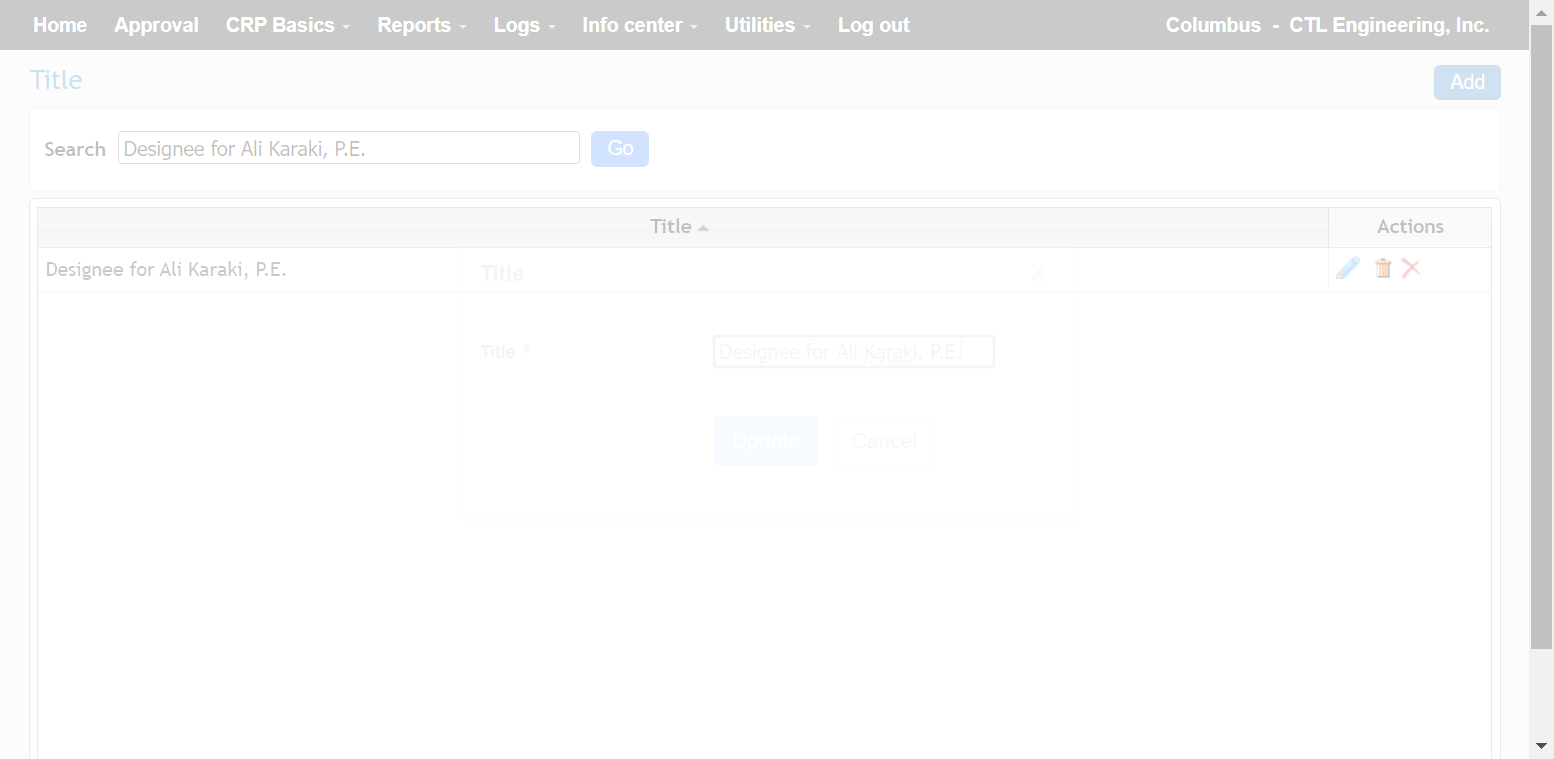 Home Approval CRP Basics Reports Logs Info center Utilities Log out Columbus - CTL Engineering, Inc.
Title Add
Search Designee for Ali Karaki, P.E. Go
Title Actions
Designee for Ali Karaki, P.E.
Title X
Title * Designee for Ali Karaki, P.E.
Update Cancel